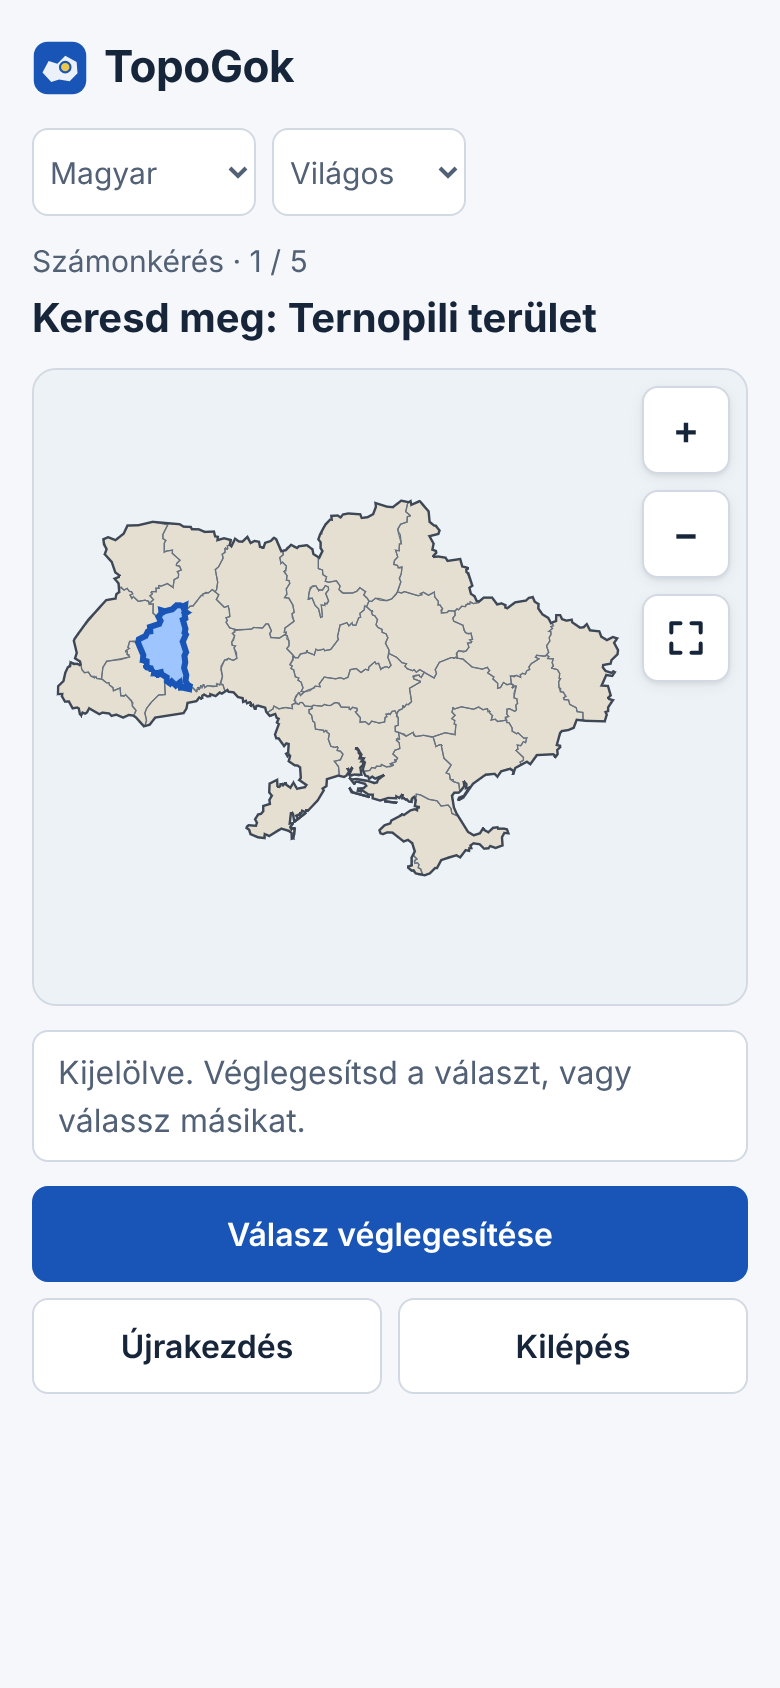 TopoGok
Magyar
Világos
Számonkérés · 1 / 5
Keresd meg: Ternopili terület
+
−
Kijelölve. Véglegesítsd a választ, vagy
válassz másikat.
Válasz véglegesítése
Újrakezdés
Kilépés